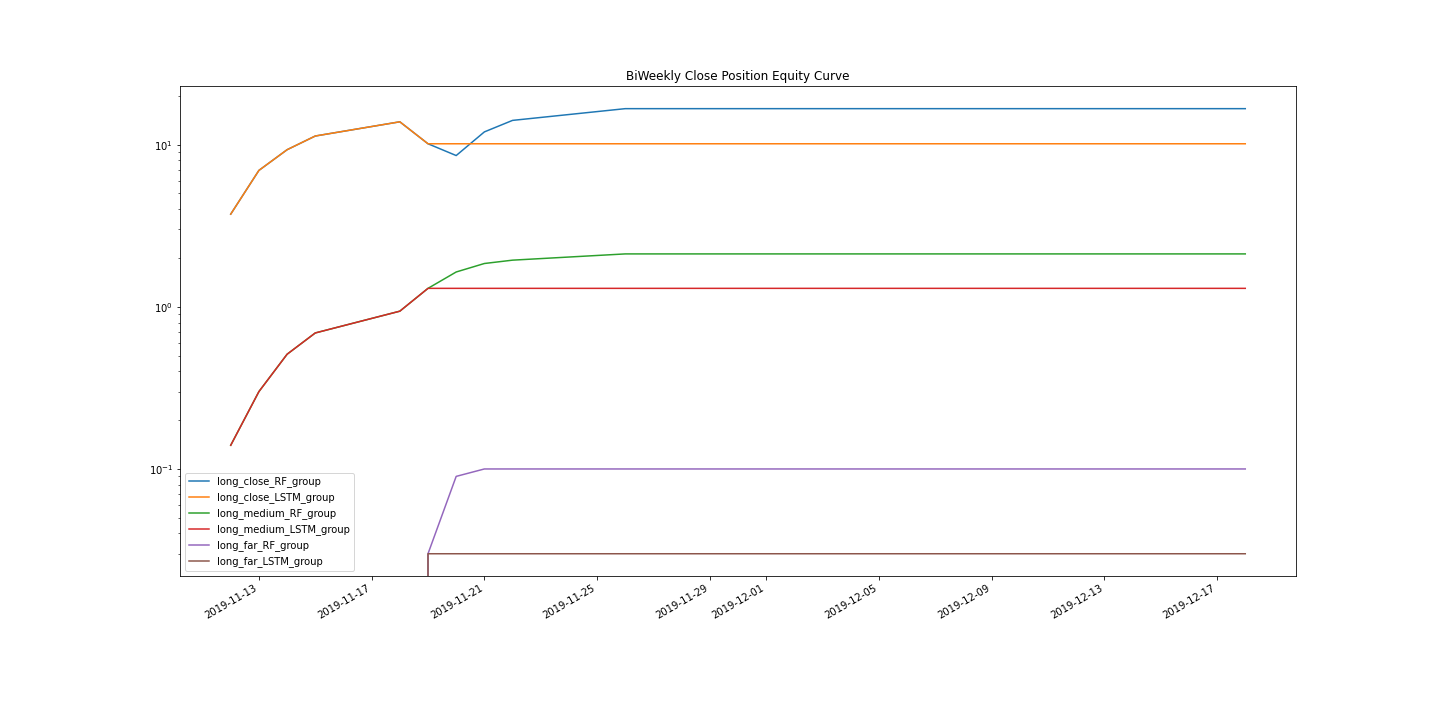 BiWeekly Close Position Equity Curve
10¹
10⁰
10⁻¹
long_close_RF_group
long_close_LSTM_group
long_medium_RF_group
long_medium_LSTM_group
long_far_RF_group
long_far_LSTM_group
2019-11-13
2019-11-17
2019-11-21
2019-11-25
2019-11-29
2019-12-01
2019-12-05
2019-12-09
2019-12-13
2019-12-17